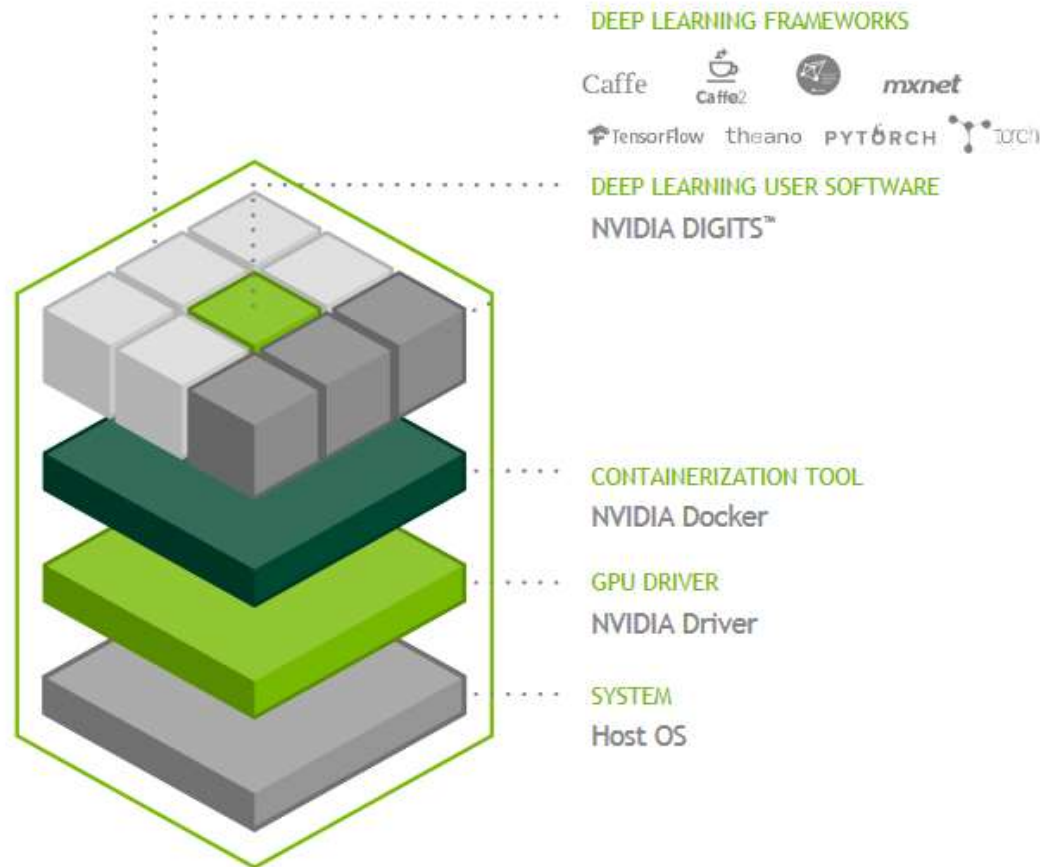 DEEP LEARNING FRAMEWORKS
Caffe Caffe2 mxnet
TensorFlow theano PYTORCH torch
DEEP LEARNING USER SOFTWARE
NVIDIA DIGITS™
CONTAINERIZATION TOOL
NVIDIA Docker
GPU DRIVER
NVIDIA Driver
SYSTEM
Host OS